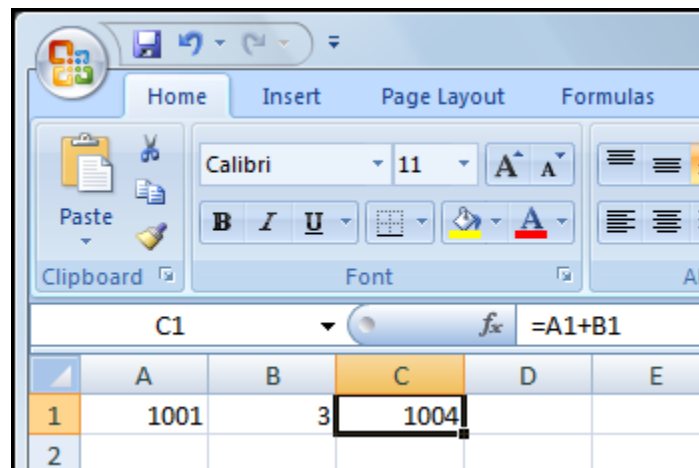 Home Insert Page Layout Formulas
Calibri 11 A A
Paste B I U A
Clipboard Font A
C1 fx =A1+B1
A B C D E
1 1001 3 1004
2